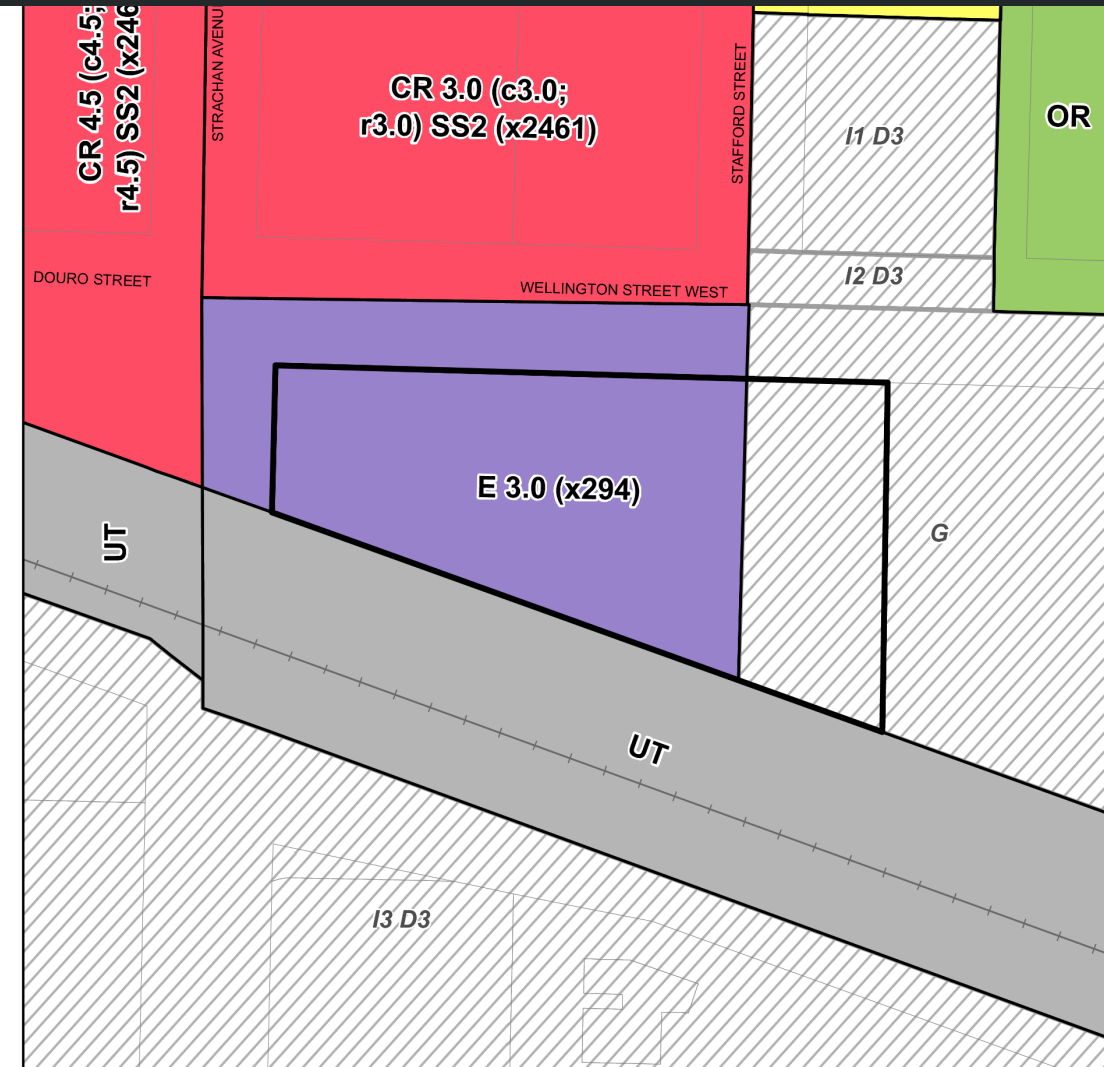 CR 4.5 (c4.5;
r4.5) SS2 (x246
STRACHAN AVENU
CR 3.0 (c3.0;
r3.0) SS2 (x2461)
STAFFORD STREET
I1 D3
OR
DOURO STREET
WELLINGTON STREET WEST
I2 D3
E 3.0 (x294)
UT
G
UT
I3 D3